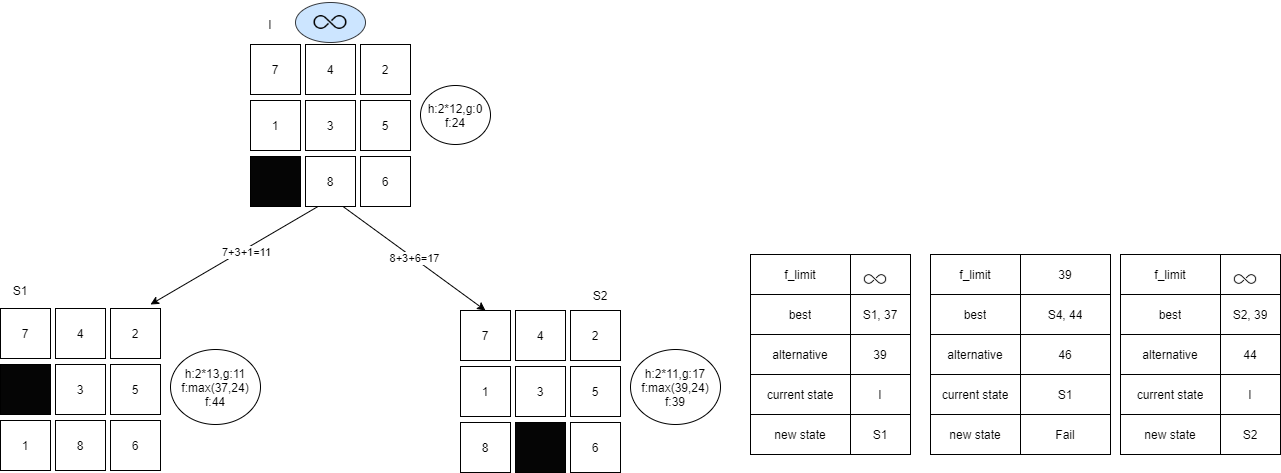 I
∞
7 4 2
1 3 5
8 6
h:2*12,g:0
f:24
7+3+1=11
8+3+6=17
S1
7 4 2
3 5
1 8 6
h:2*13,g:11
f:max(37,24)
f:44
S2
7 4 2
1 3 5
8 6
h:2*11,g:17
f:max(39,24)
f:39
f_limit ∞
best S1, 37
alternative 39
current state I
new state S1
f_limit 39
best S4, 44
alternative 46
current state S1
new state Fail
f_limit ∞
best S2, 39
alternative 44
current state I
new state S2